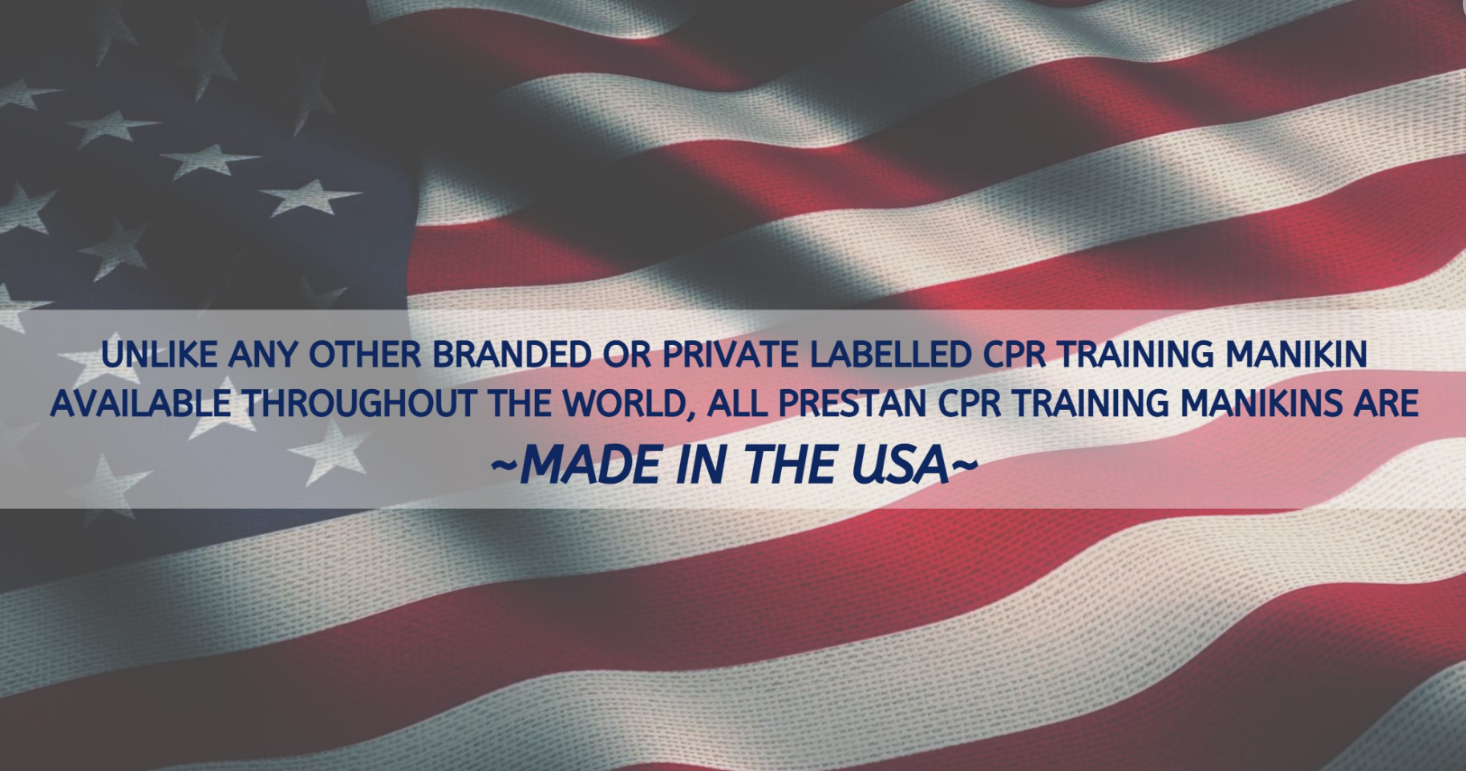 UNLIKE ANY OTHER BRANDED OR PRIVATE LABELLED CPR TRAINING MANIKIN
AVAILABLE THROUGHOUT THE WORLD, ALL PRESTAN CPR TRAINING MANIKINS ARE
~MADE IN THE USA~